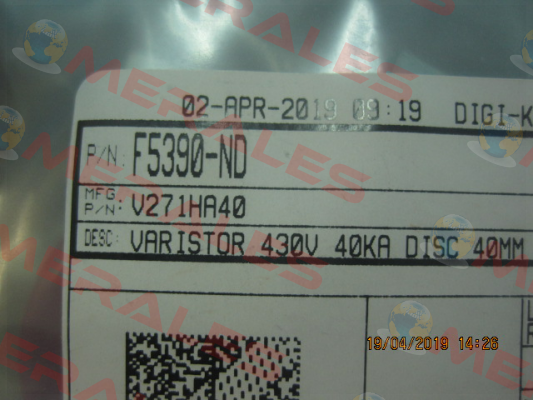 02-APR-2019 09:19 DIGI-K
P/N: F5390-ND
MFG P/N: V271HA40
DESC: VARISTOR 430V 40KA DISC 40MM
MERALES
19/04/2019 14:26